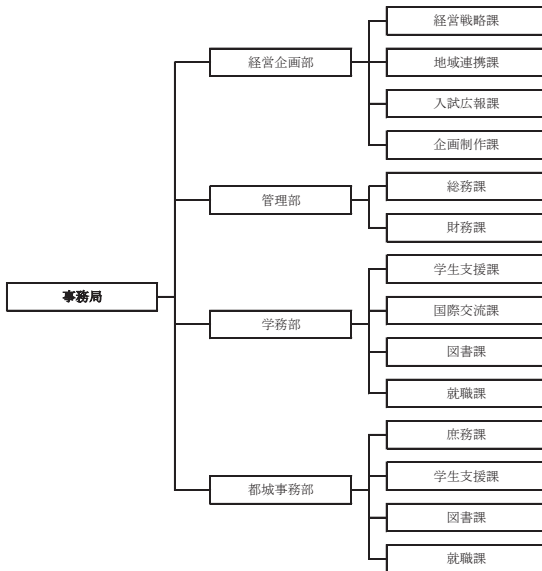 事務局
経営企画部
経営戦略課
地域連携課
入試広報課
企画制作課
管理部
総務課
財務課
学務部
学生支援課
国際交流課
図書課
就職課
都城事務部
庶務課
学生支援課
図書課
就職課